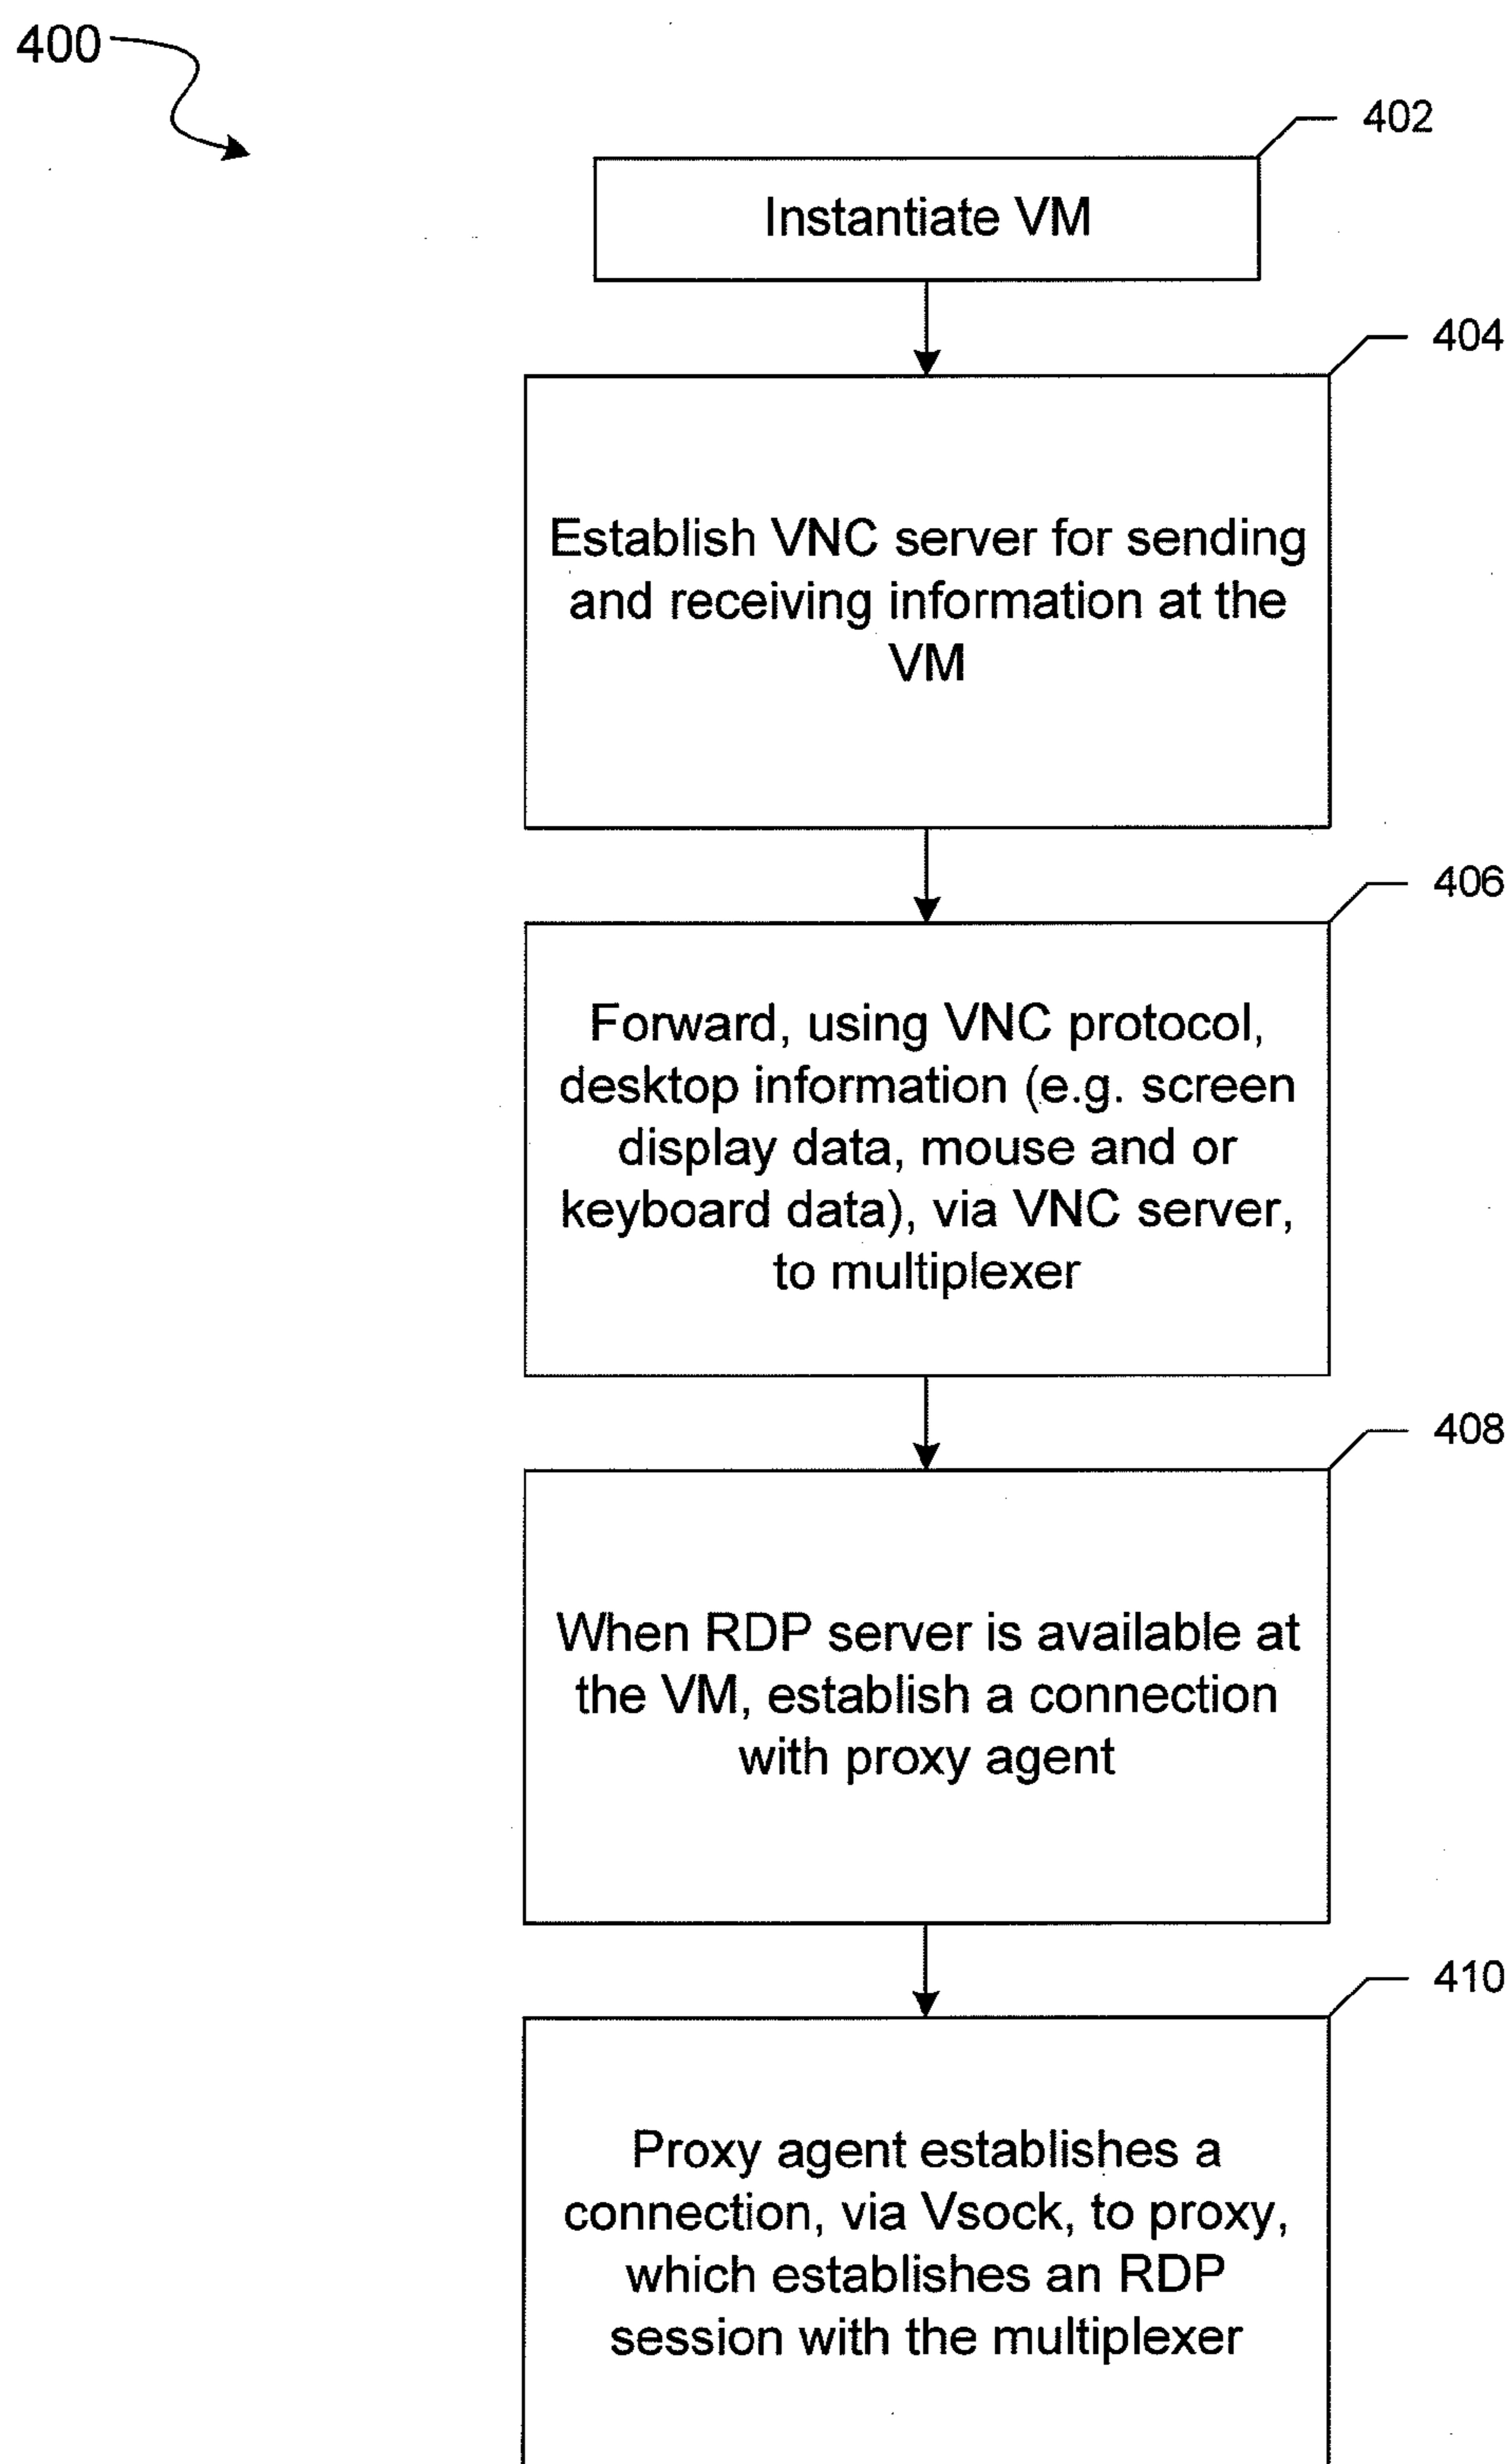 400
402
Instantiate VM
404
Establish VNC server for sending
and receiving information at the
VM
406
Forward, using VNC protocol,
desktop information (e.g. screen
display data, mouse and or
keyboard data), via VNC server,
to multiplexer
408
When RDP server is available at
the VM, establish a connection
with proxy agent
410
Proxy agent establishes a
connection, via Vsock, to proxy,
which establishes an RDP
session with the multiplexer